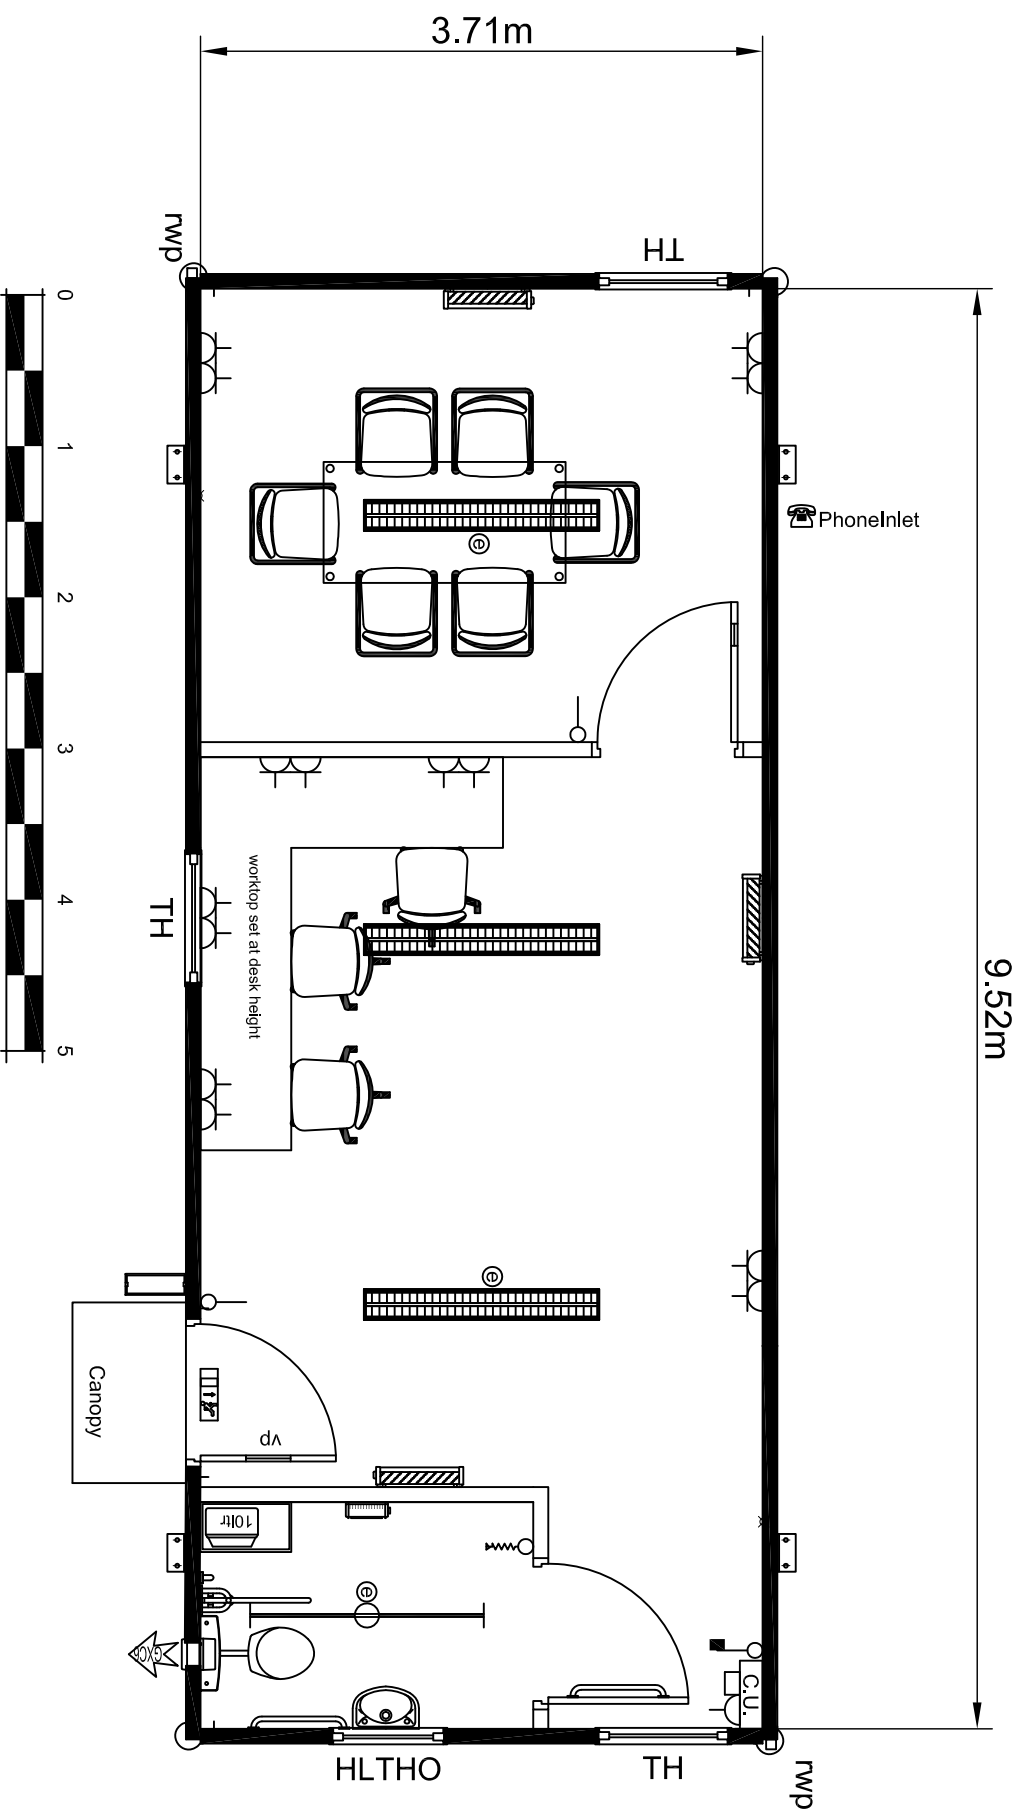 3.71m
rwp
TH
0
1
2
3
4
5
PhoneInlet
e
9.52m
worktop set at desk height
TH
e
Canopy
vp
10ltr
e
GXC6
C.U.
HLTHO
TH
rwp